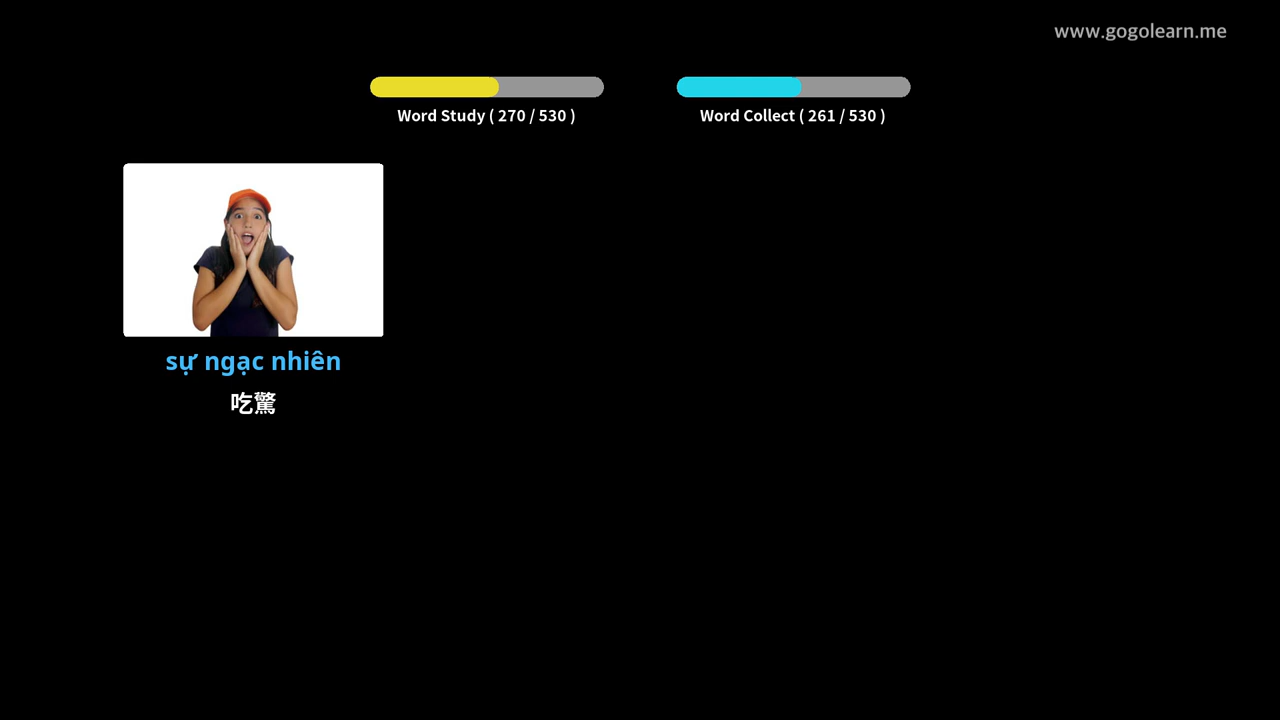 www.gogolearn.me
Word Study ( 270 / 530 )
Word Collect ( 261 / 530 )
sự ngạc nhiên
吃驚